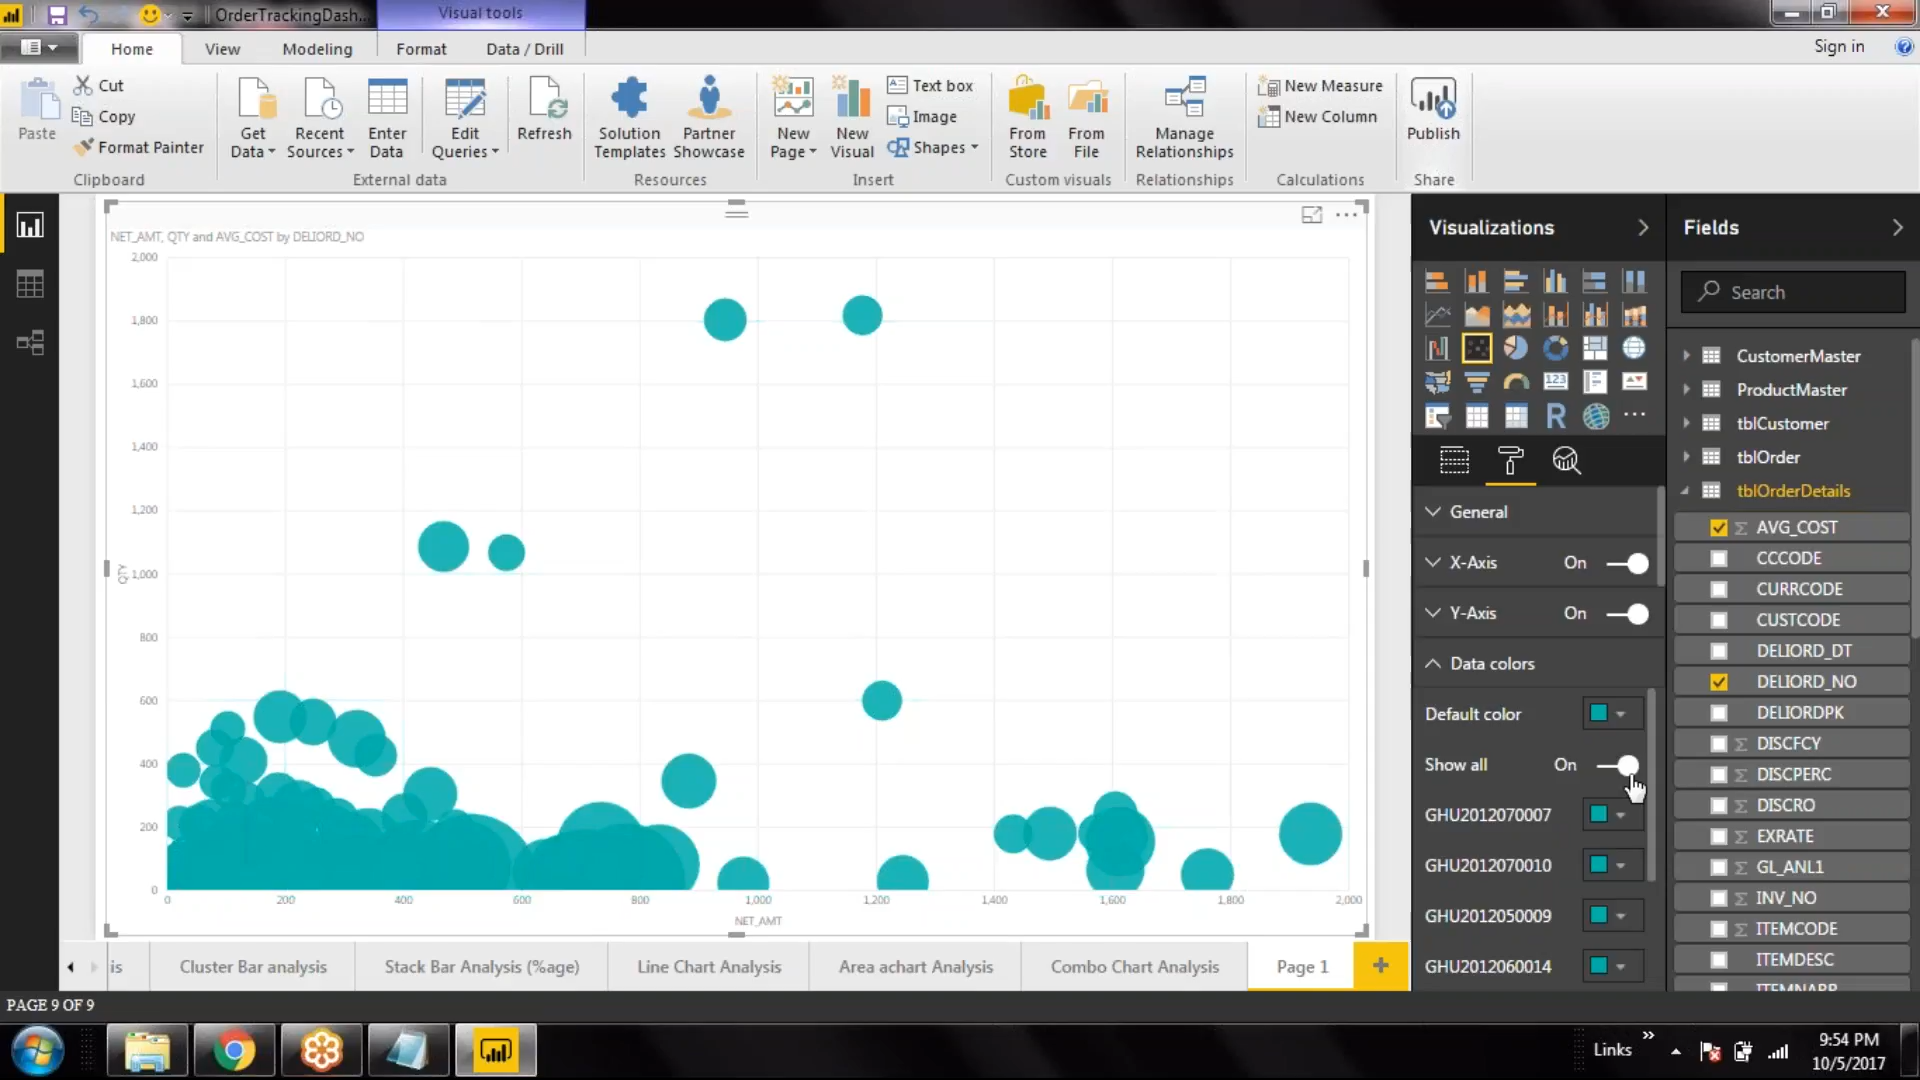 OrderTrackingDash...
Visual tools
Home
View
Modeling
Format
Data / Drill
Sign in
Paste
Cut
Copy
Format Painter
Clipboard
Get Data
Recent Sources
Enter Data
Edit Queries
Refresh
External data
Solution Templates
Partner Showcase
Resources
New Page
New Visual
Text box
Image
Shapes
Insert
From Store
From File
Custom visuals
Manage Relationships
Relationships
New Measure
New Column
Calculations
Publish
Share
NET_AMT, QTY and AVG_COST by DELIORD_NO
2,000
1,800
1,600
1,400
1,200
1,000
800
600
400
200
0
QTY
0 200 400 600 800 1,000 1,200 1,400 1,600 1,800 2,000
NET_AMT
Visualizations
123
R
General
X-Axis On
Y-Axis On
Data colors
Default color
Show all On
GHU2012070007
GHU2012070010
GHU2012050009
GHU2012060014
Fields
Search
CustomerMaster
ProductMaster
tblCustomer
tblOrder
tblOrderDetails
Σ AVG_COST
CCCODE
CURRCODE
CUSTCODE
DELIORD_DT
DELIORD_NO
DELIORDPK
Σ DISCFCY
Σ DISCPERC
Σ DISCRO
Σ EXRATE
Σ GL_ANL1
Σ INV_NO
Σ ITEMCODE
ITEMDESC
ITEMNARR
is
Cluster Bar analysis
Stack Bar Analysis (%age)
Line Chart Analysis
Area achart Analysis
Combo Chart Analysis
Page 1
PAGE 9 OF 9
Links
9:54 PM
10/5/2017